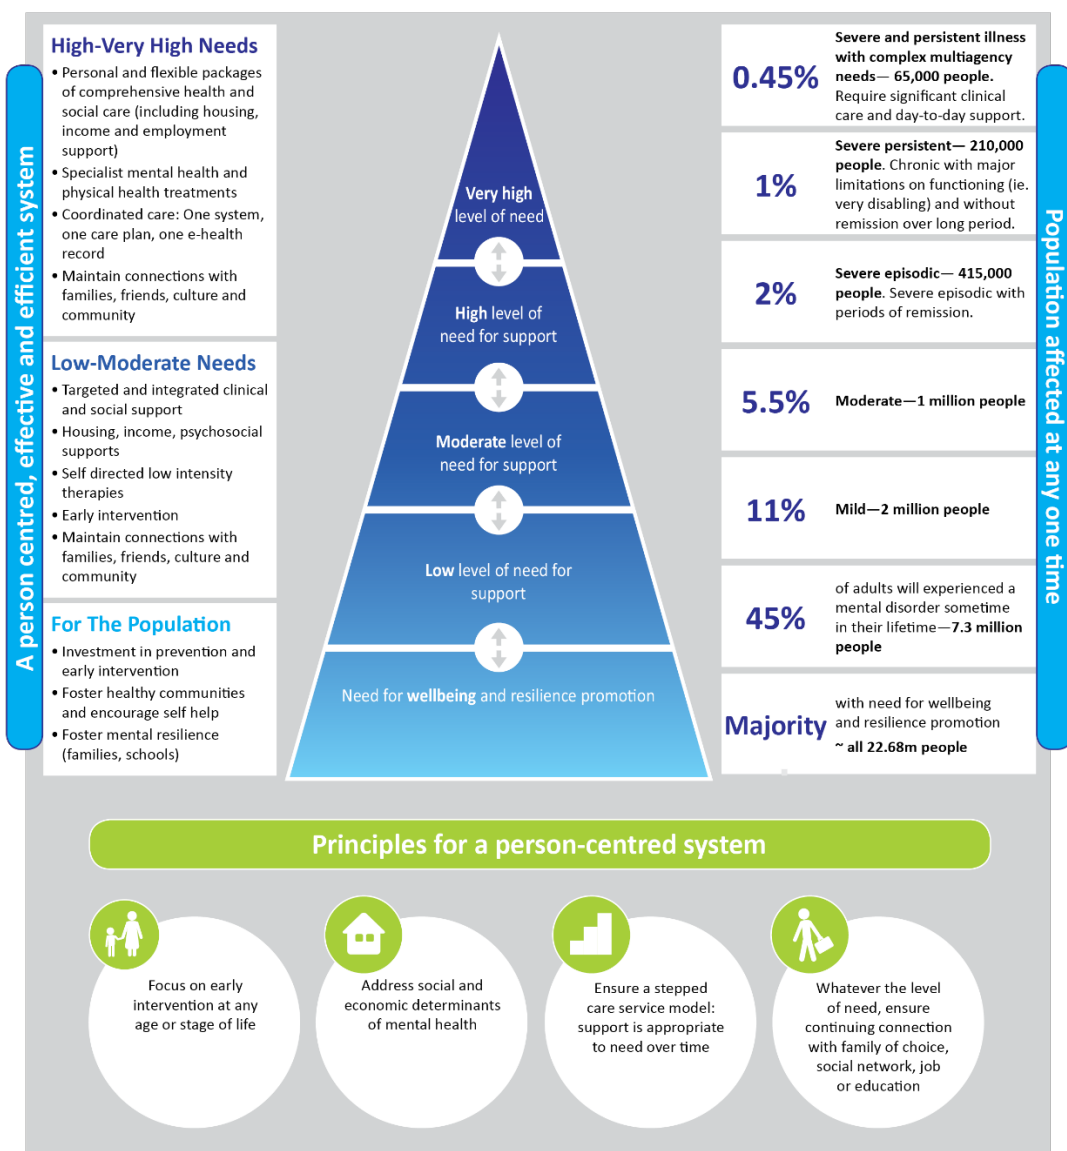 A person centred, effective and efficient system
High-Very High Needs
• Personal and flexible packages
of comprehensive health and
social care (including housing,
income and employment
support)
• Specialist mental health and
physical health treatments
• Coordinated care: One system,
one care plan, one e-health
record
• Maintain connections with
families, friends, culture and
community
Low-Moderate Needs
• Targeted and integrated clinical
and social support
• Housing, income, psychosocial
supports
• Self directed low intensity
therapies
• Early intervention
• Maintain connections with
families, friends, culture and
community
For The Population
• Investment in prevention and
early intervention
• Foster healthy communities
and encourage self help
• Foster mental resilience
(families, schools)
Very high
level of need
High level of
need for support
Moderate level of
need for support
Low level of need for
support
Need for wellbeing and resilience promotion
0.45%
Severe and persistent illness
with complex multiagency
needs— 65,000 people.
Require significant clinical
care and day-to-day support.
1%
Severe persistent— 210,000
people. Chronic with major
limitations on functioning (ie.
very disabling) and without
remission over long period.
2%
Severe episodic— 415,000
people. Severe episodic with
periods of remission.
5.5%
Moderate—1 million people
11%
Mild—2 million people
45%
of adults will experienced a
mental disorder sometime
in their lifetime—7.3 million
people
Majority
with need for wellbeing
and resilience promotion
~ all 22.68m people
Population affected at any one time
Principles for a person-centred system
Focus on early
intervention at any
age or stage of life
Address social and
economic determinants
of mental health
Ensure a stepped
care service model:
support is appropriate
to need over time
Whatever the level
of need, ensure
continuing connection
with family of choice,
social network, job
or education